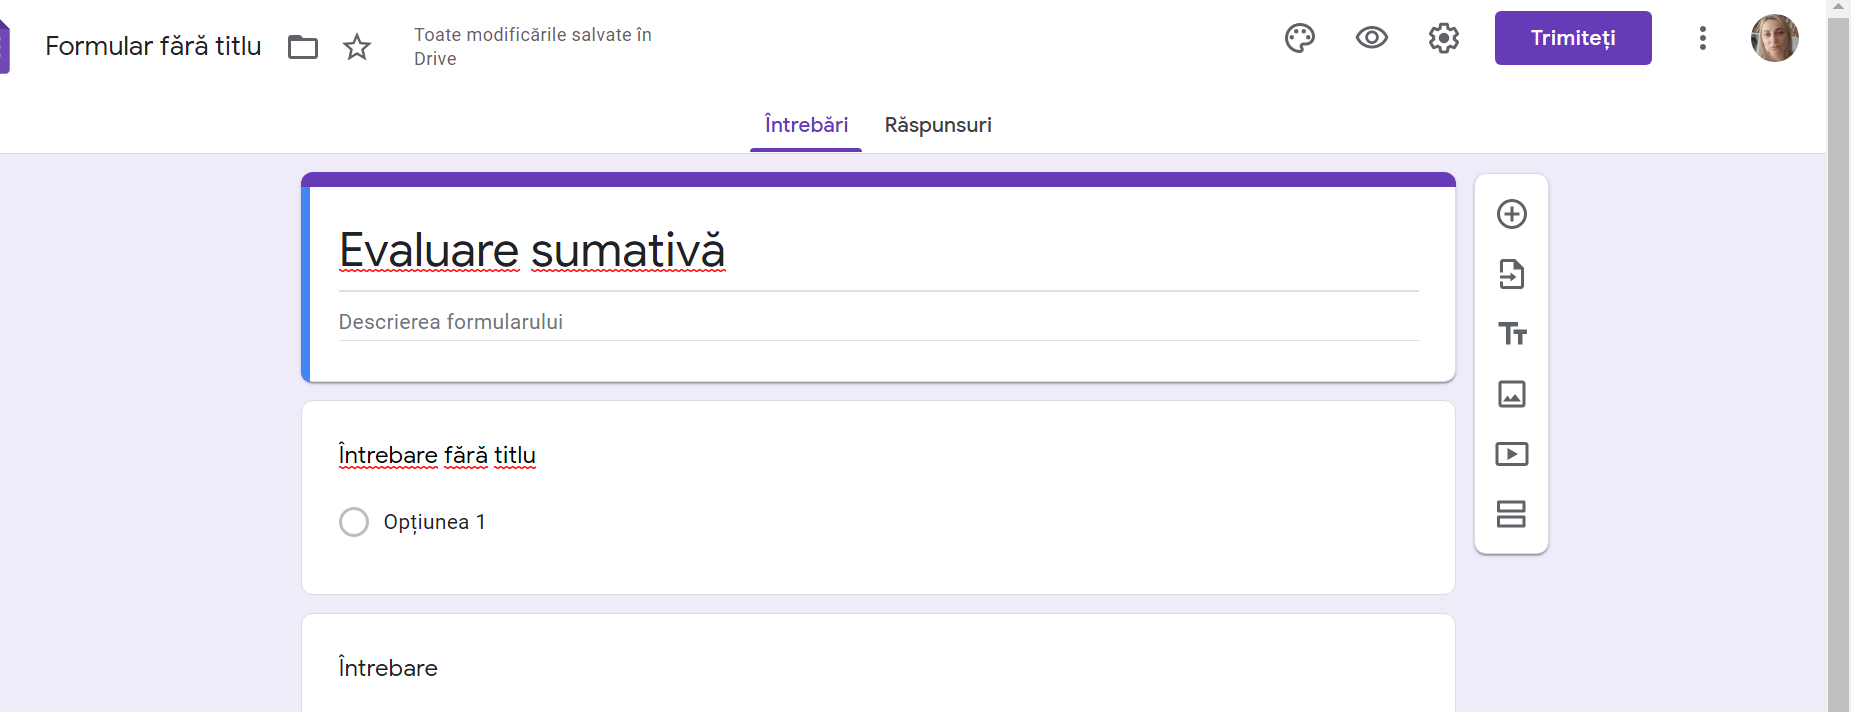 Formular fără titlu
Toate modificările salvate în
Drive
Trimiteți
Întrebări Răspunsuri
Evaluare sumativă
Descrierea formularului
Întrebare fără titlu
Opțiunea 1
Întrebare